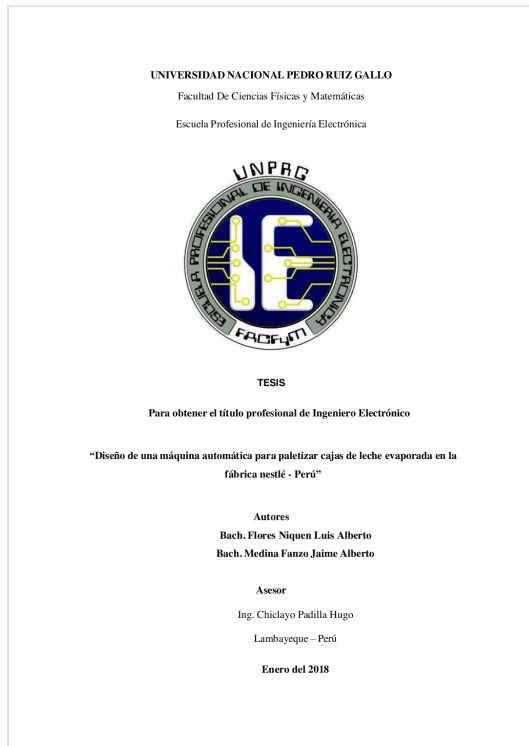 UNIVERSIDAD NACIONAL PEDRO RUIZ GALLO
Facultad De Ciencias Físicas y Matemáticas
Escuela Profesional de Ingeniería Electrónica
UNPRG
ESCUELA PROFESIONAL DE INGENIERIA ELECTRONICA
IE
FACFyM
TESIS
Para obtener el título profesional de Ingeniero Electrónico
“Diseño de una máquina automática para paletizar cajas de leche evaporada en la
fábrica nestlé - Perú”
Autores
Bach. Flores Niquen Luis Alberto
Bach. Medina Fanzo Jaime Alberto
Asesor
Ing. Chiclayo Padilla Hugo
Lambayeque – Perú
Enero del 2018